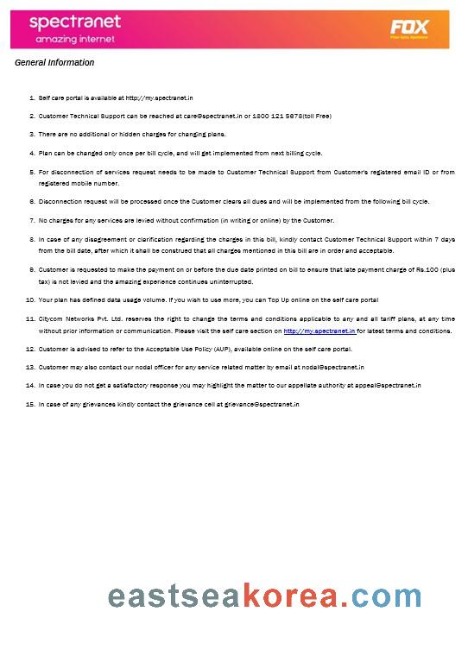 spectranet
amazing internet
FOX
General Information
1. Self care portal is available at http://my.spectranet.in
2. Customer Technical Support can be reached at care@spectranet.in or 1800 121 5678(toll Free)
3. There are no additional or hidden charges for changing plans.
4. Plan can be changed only once per bill cycle, and will get implemented from next billing cycle.
5. For disconnection of services request needs to be made to Customer Technical Support from Customer's registered email ID or from
registered mobile number.
6. Disconnection request will be processed once the Customer clears all dues and will be implemented from the following bill cycle.
7. No charges for any services are levied without confirmation (in writing or online) by the Customer.
8. In case of any disagreement or clarification regarding the charges in this bill, kindly contact Customer Technical Support within 7 days
from the bill date, after which it shall be construed that all charges mentioned in this bill are in order and acceptable.
9. Customer is requested to make the payment on or before the due date printed on bill to ensure that late payment charge of Rs.100 (plus
tax) is not levied and the amazing experience continues uninterrupted.
10. Your plan has defined data usage volume. If you wish to use more, you can Top Up online on the self care portal
11. Citycom Networks Pvt. Ltd. reserves the right to change the terms and conditions applicable to any and all tariff plans, at any time
without prior information or communication. Please visit the self care section on http://my.spectranet.in for latest terms and conditions.
12. Customer is advised to refer to the Acceptable Use Policy (AUP), available online on the self care portal.
13. Customer may also contact our nodal officer for any service related matter by email at nodal@spectranet.in
14. In case you do not get a satisfactory response you may highlight the matter to our appellate authority at appeal@spectranet.in
15. In case of any grievances kindly contact the grievance cell at grievance@spectranet.in
eastseakorea.com